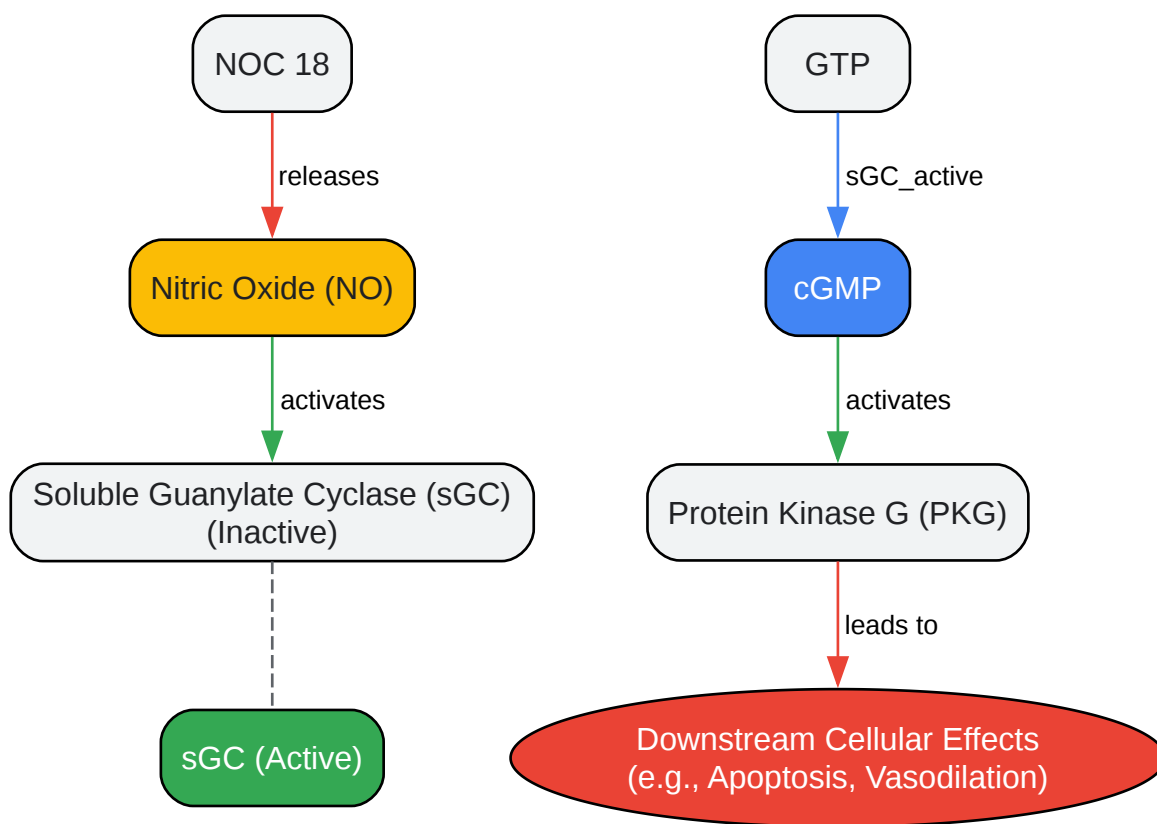 NOC 18
GTP
releases
sGC_active
Nitric Oxide (NO)
cGMP
activates
activates
Soluble Guanylate Cyclase (sGC)
(Inactive)
Protein Kinase G (PKG)
leads to
sGC (Active)
Downstream Cellular Effects
(e.g., Apoptosis, Vasodilation)